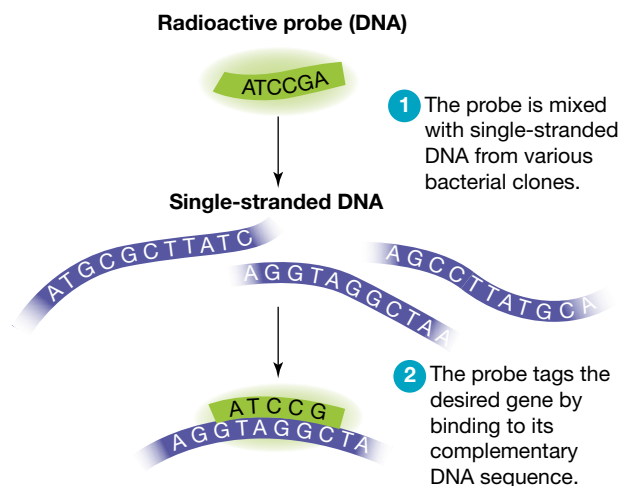 Radioactive probe (DNA)
ATCCGA
1 The probe is mixed
with single-stranded
DNA from various
bacterial clones.
Single-stranded DNA
ATGCGCTTATC
AGGTAGGCTAA
AGCCTTATGCA
2 The probe tags the
desired gene by
binding to its
complementary
DNA sequence.
ATCCG
AGGTAGGCTA